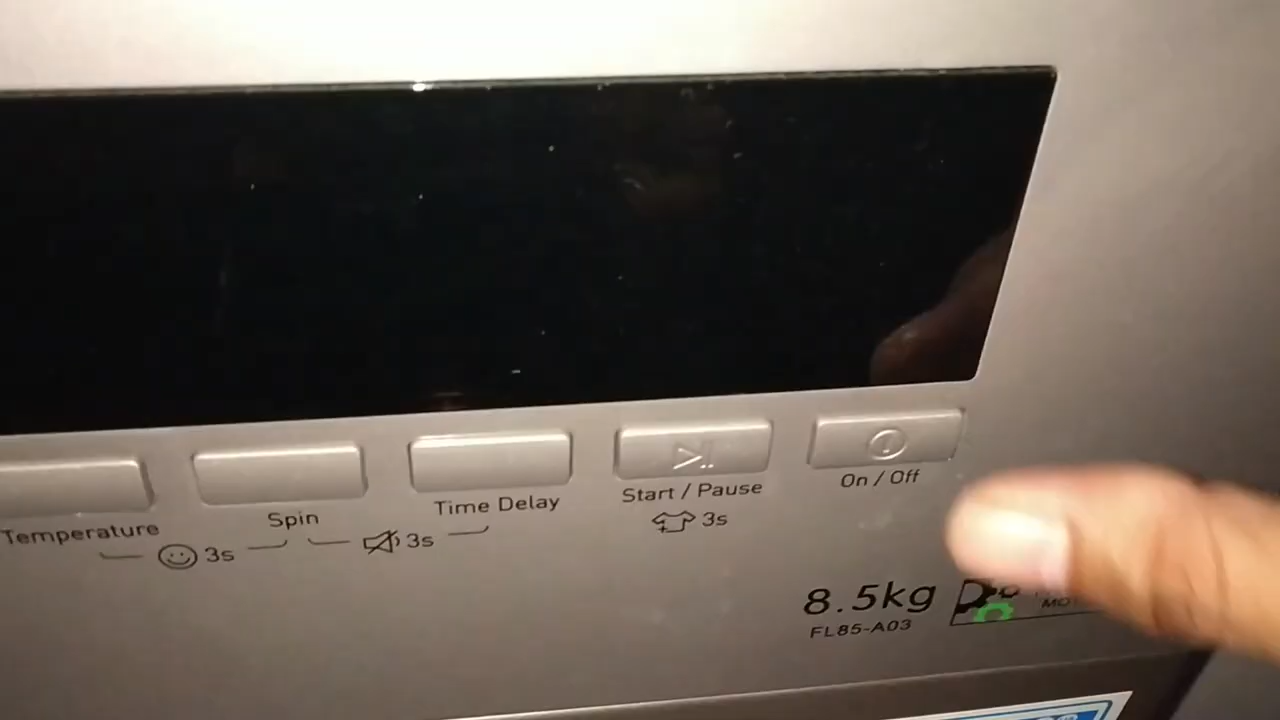 Temperature
Spin
Time Delay
Start / Pause
On / Off
3s
3s
3s
8.5kg
FL85-A03